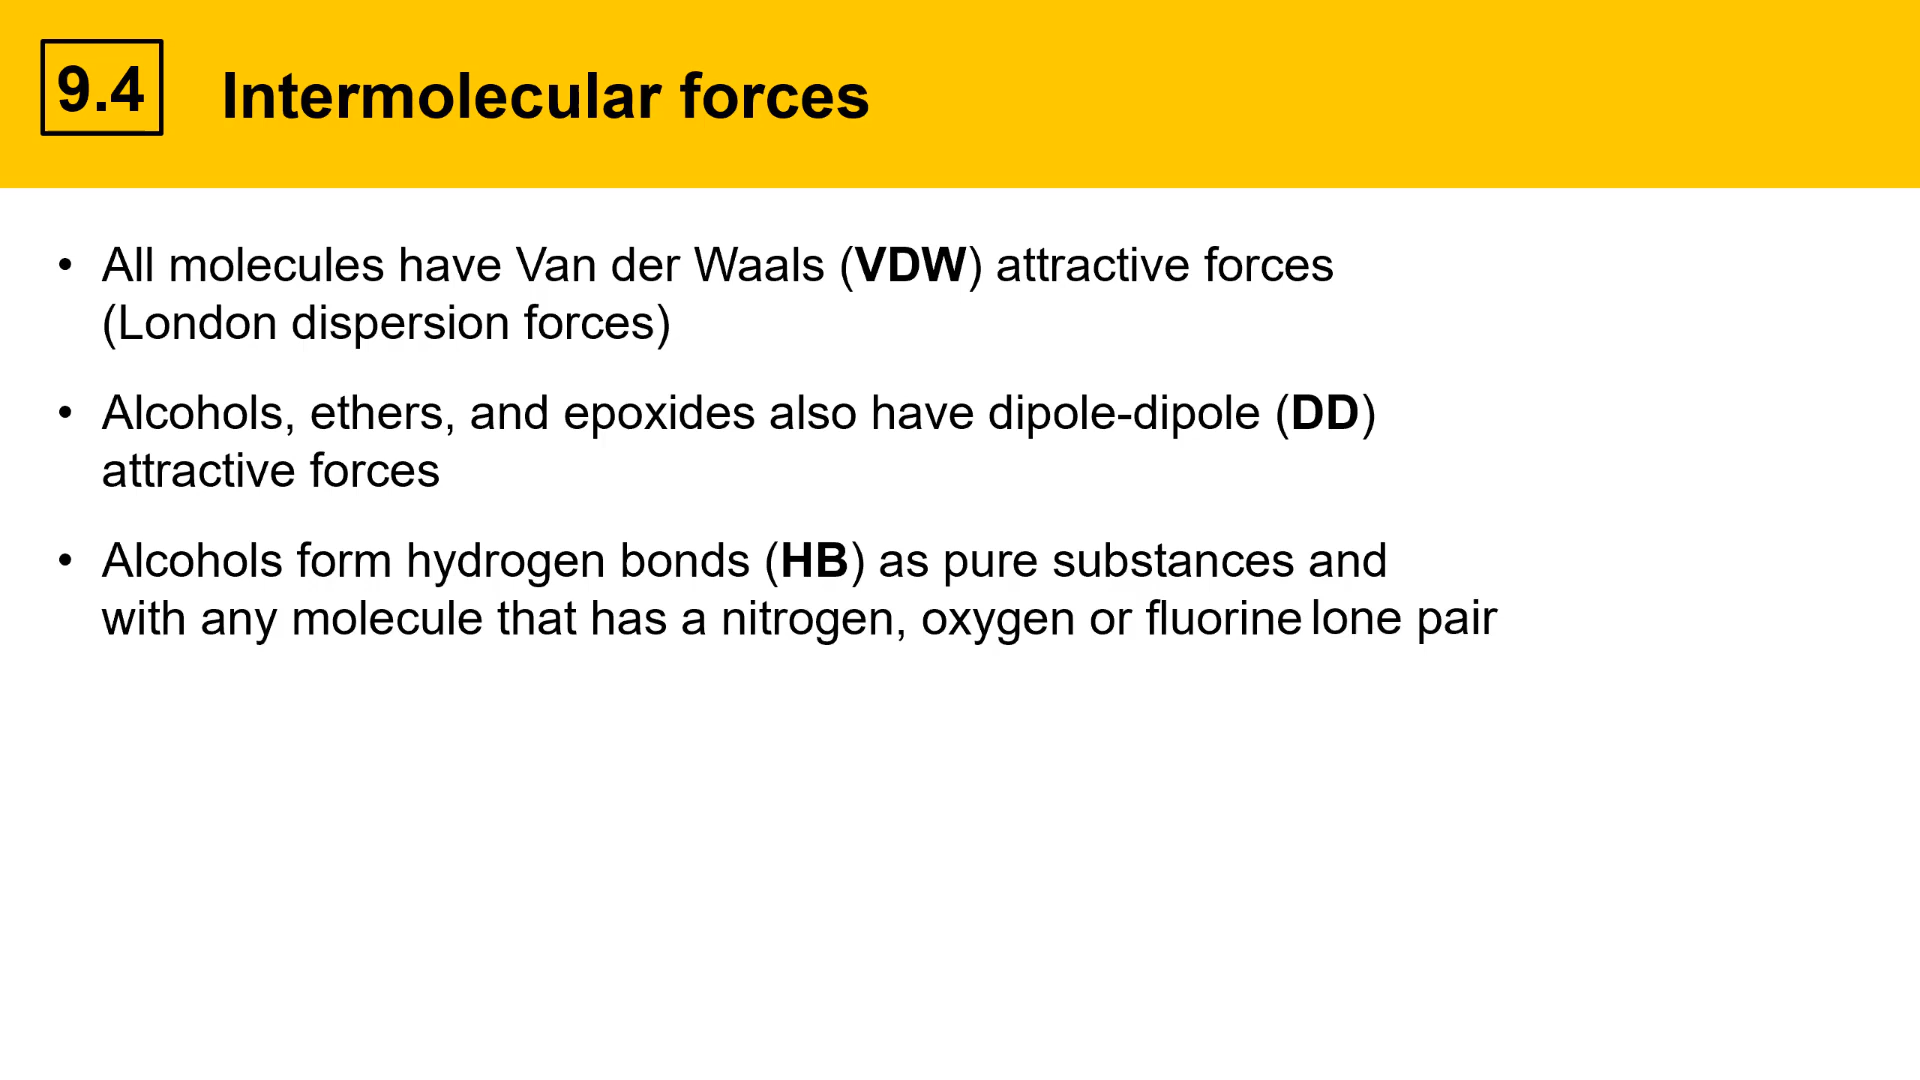 9.4 Intermolecular forces
• All molecules have Van der Waals (VDW) attractive forces
(London dispersion forces)
• Alcohols, ethers, and epoxides also have dipole-dipole (DD)
attractive forces
• Alcohols form hydrogen bonds (HB) as pure substances and
with any molecule that has a nitrogen, oxygen or fluorine lone pair